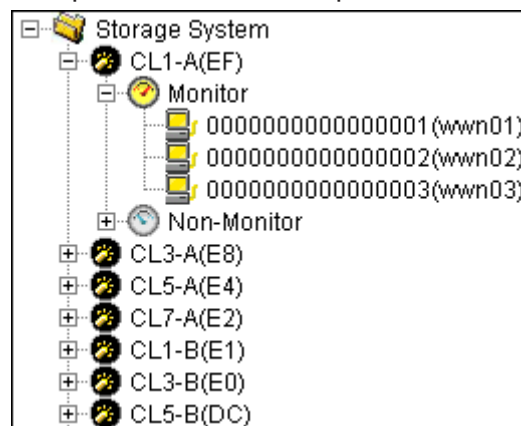 Storage System
CL1-A(EF)
Monitor
0000000000000001(wwn01)
0000000000000002(wwn02)
0000000000000003(wwn03)
Non-Monitor
CL3-A(E8)
CL5-A(E4)
CL7-A(E2)
CL1-B(E1)
CL3-B(E0)
CL5-B(DC)